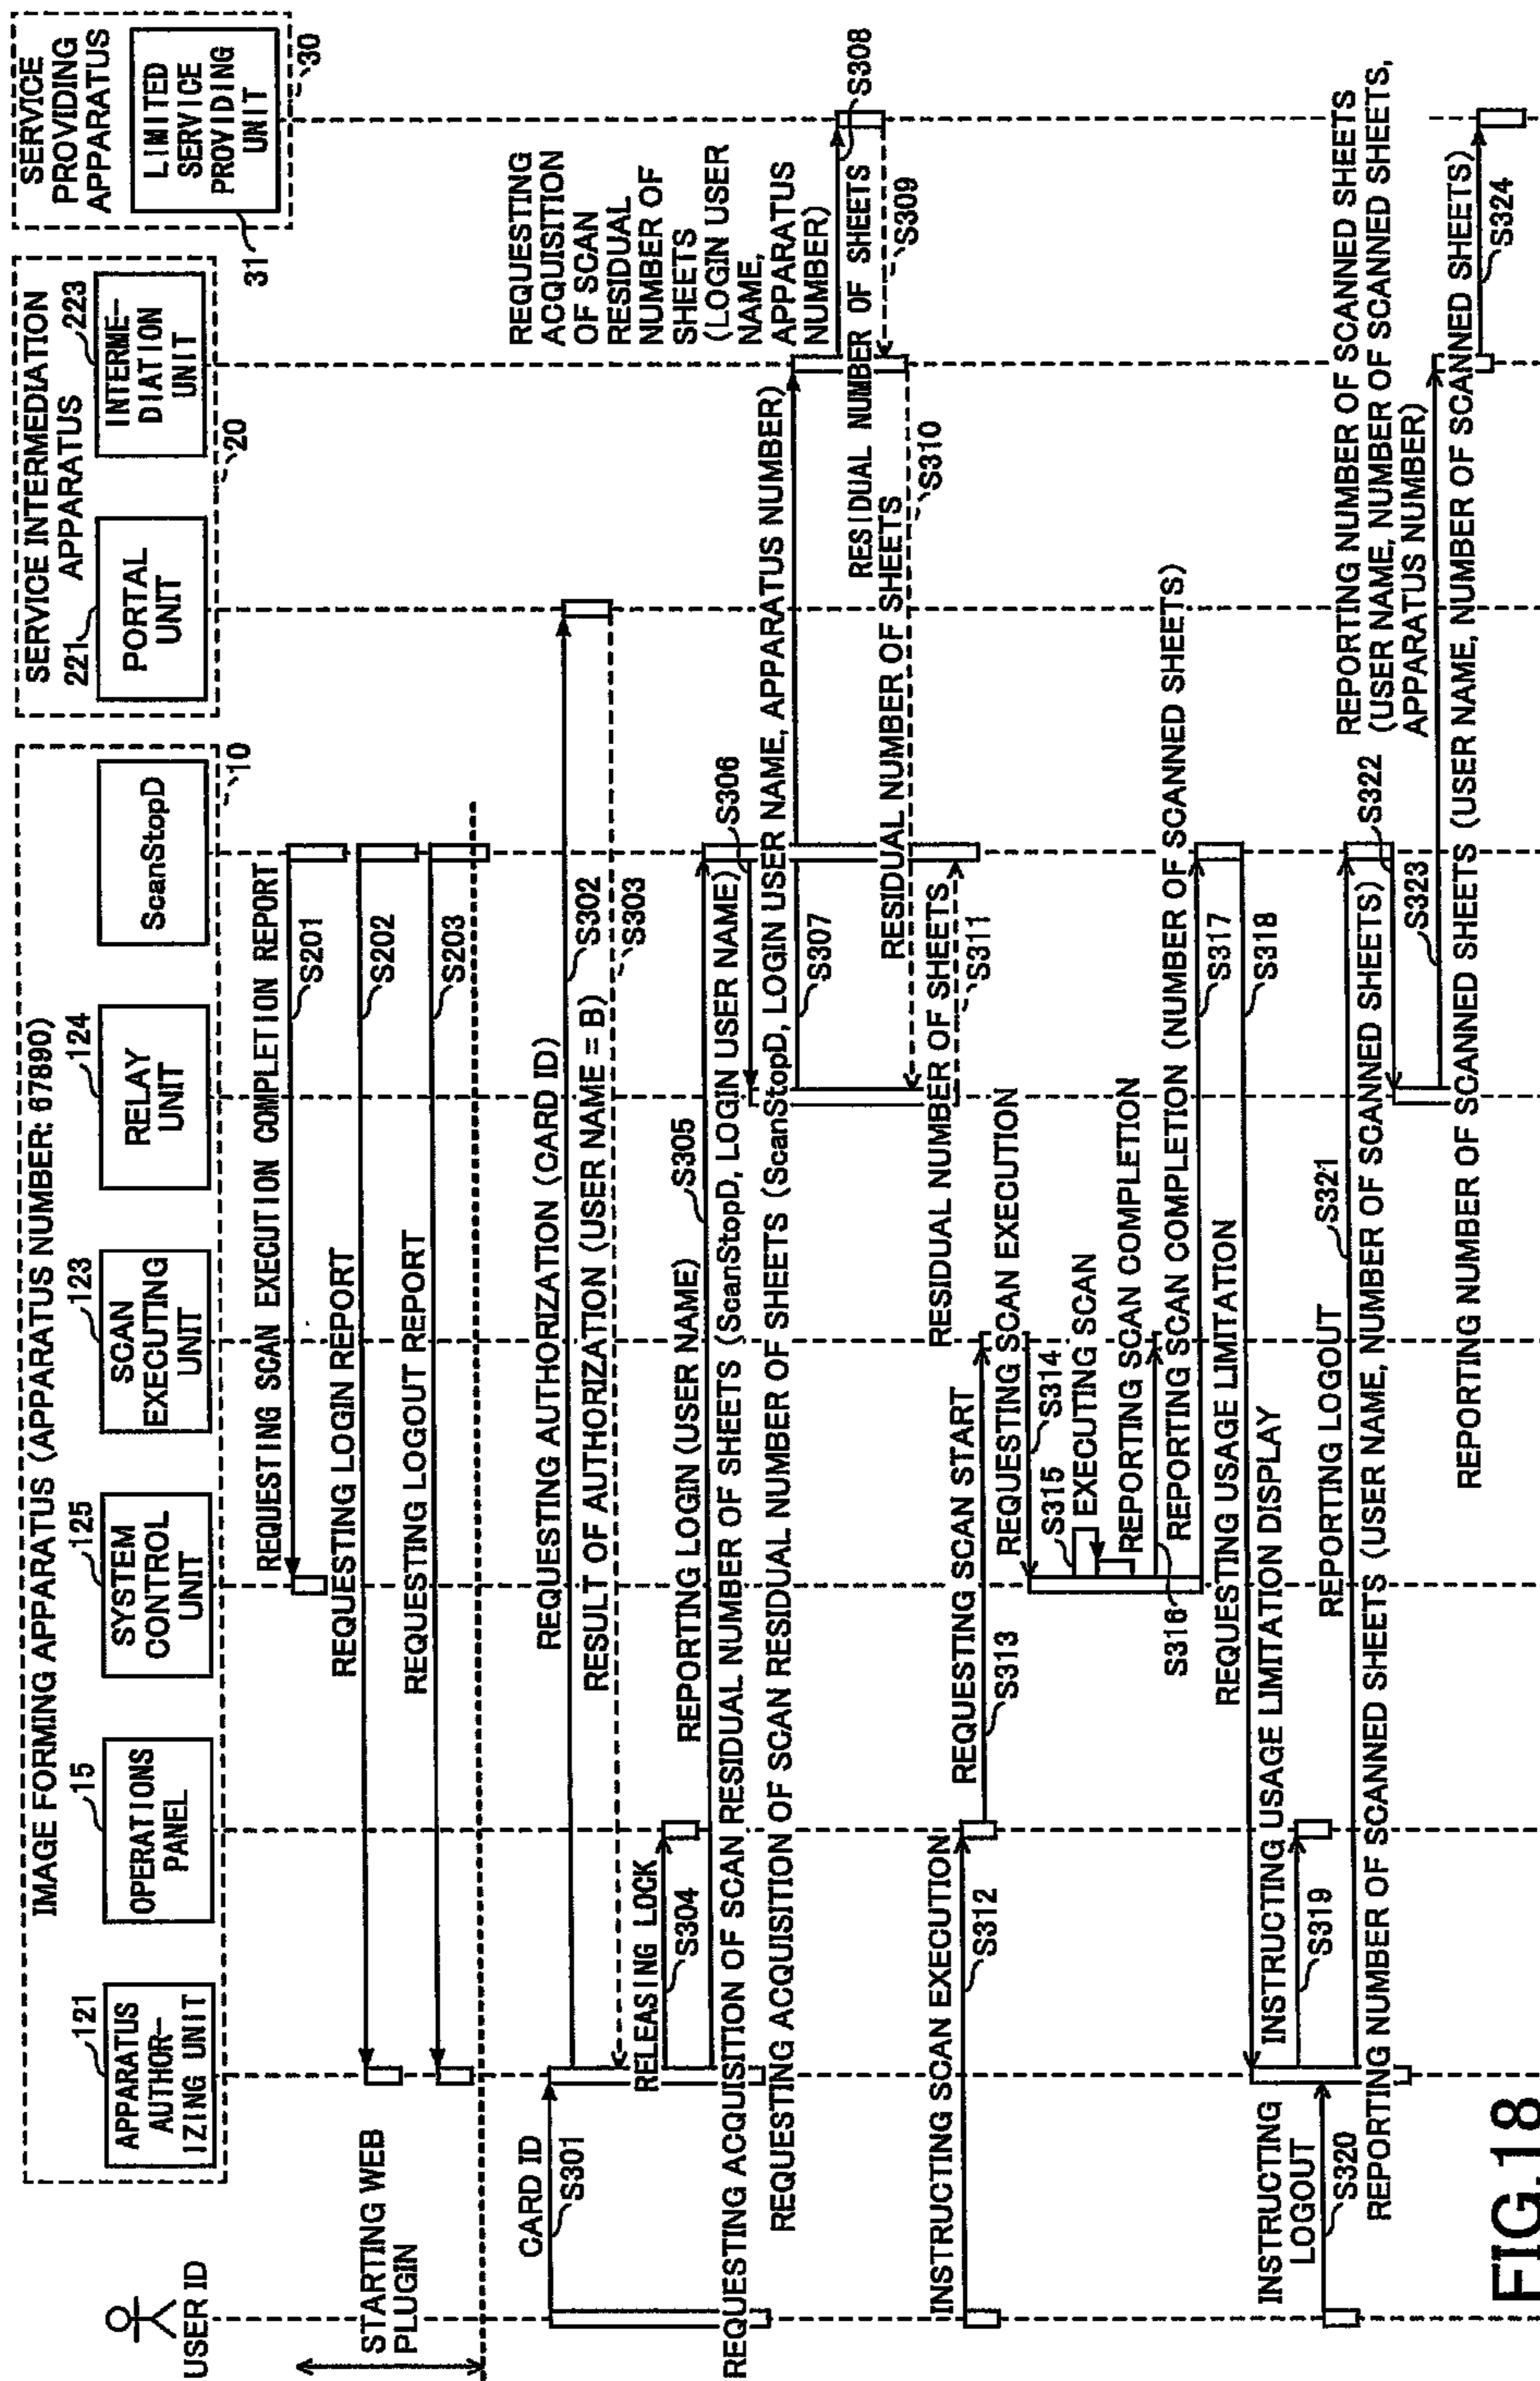 IMAGE FORMING APPARATUS (APPARATUS NUMBER: 67890)
10
SERVICE INTERMEDIATION
APPARATUS
20
SERVICE
PROVIDING
APPARATUS
30
USER ID
121
APPARATUS
AUTHOR-
IZING UNIT
15
OPERATIONS
PANEL
125
SYSTEM
CONTROL
UNIT
123
SCAN
EXECUTING
UNIT
124
RELAY
UNIT
ScanStopD
221
PORTAL
UNIT
223
INTERME-
DIATION
UNIT
31
LIMITED
SERVICE
PROVIDING
UNIT
STARTING WEB
PLUGIN
REQUESTING SCAN EXECUTION COMPLETION REPORT
S201
REQUESTING LOGIN REPORT
S202
REQUESTING LOGOUT REPORT
S203
CARD ID
S301
REQUESTING AUTHORIZATION (CARD ID)
S302
RESULT OF AUTHORIZATION (USER NAME = B)
S303
RELEASING LOCK
S304
REPORTING LOGIN (USER NAME)
S305
REQUESTING ACQUISITION OF SCAN RESIDUAL NUMBER OF SHEETS (ScanStopD, LOGIN USER NAME)
S306
REQUESTING ACQUISITION OF SCAN RESIDUAL NUMBER OF SHEETS (ScanStopD, LOGIN USER NAME, APPARATUS NUMBER)
S307
REQUESTING
ACQUISITION
OF SCAN
RESIDUAL
NUMBER OF
SHEETS
(LOGIN USER
NAME,
APPARATUS
NUMBER)
S308
RESIDUAL NUMBER OF SHEETS
S309
RESIDUAL NUMBER OF SHEETS
S310
RESIDUAL NUMBER OF SHEETS
S311
INSTRUCTING SCAN EXECUTION
S312
REQUESTING SCAN START
S313
REQUESTING SCAN EXECUTION
S314
S315
EXECUTING SCAN
REPORTING SCAN COMPLETION
S316
REPORTING SCAN COMPLETION (NUMBER OF SCANNED SHEETS)
S317
REQUESTING USAGE LIMITATION
S318
INSTRUCTING USAGE LIMITATION DISPLAY
S319
INSTRUCTING
LOGOUT
S320
REPORTING LOGOUT
S321
REPORTING NUMBER OF SCANNED SHEETS (USER NAME, NUMBER OF SCANNED SHEETS)
S322
REPORTING NUMBER OF SCANNED SHEETS
(USER NAME, NUMBER OF SCANNED SHEETS,
APPARATUS NUMBER)
S323
REPORTING NUMBER OF SCANNED SHEETS (USER NAME, NUMBER OF SCANNED SHEETS)
S324
FIG.18